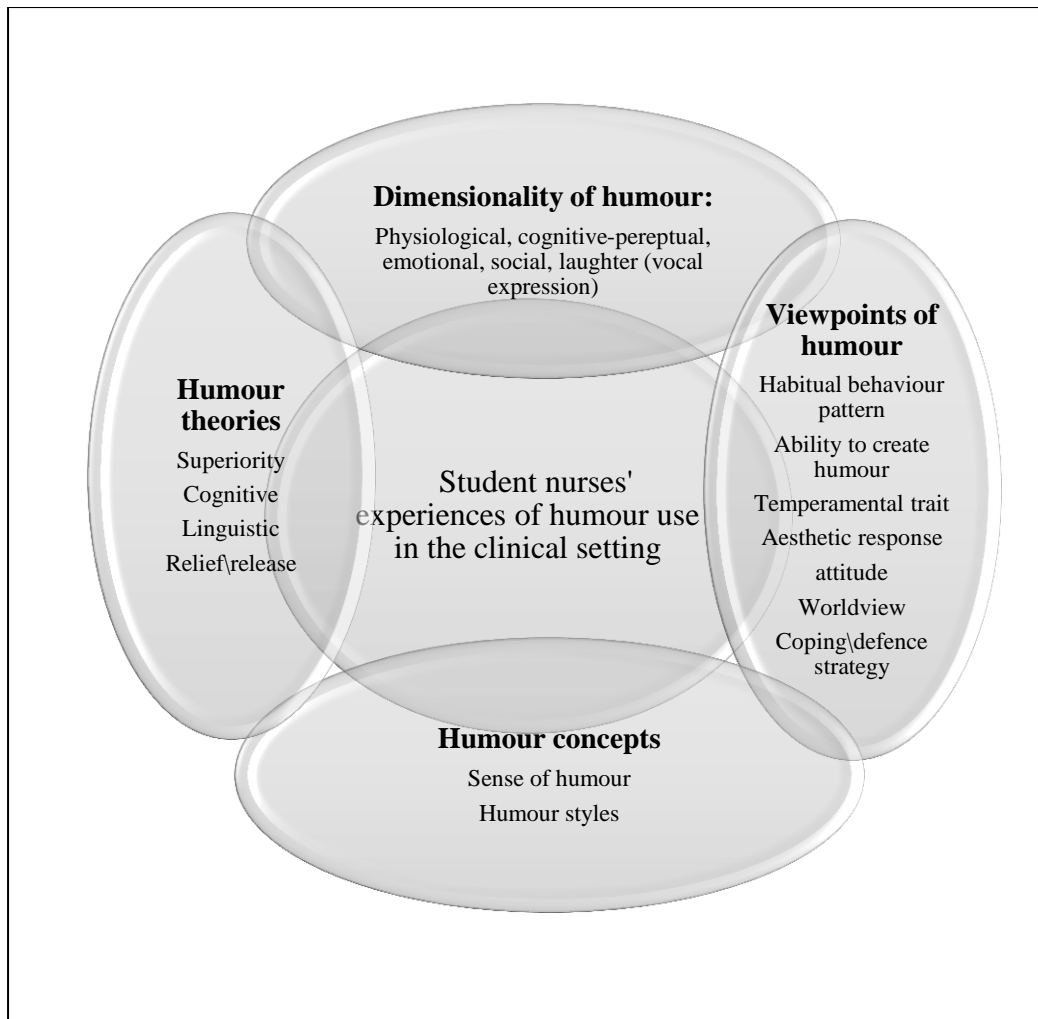 Dimensionality of humour:
Physiological, cognitive-pereptual,
emotional, social, laughter (vocal
expression)
Viewpoints of
humour
Habitual behaviour
pattern
Ability to create
humour
Temperamental trait
Aesthetic response
attitude
Worldview
Coping\defence
strategy
Humour
theories
Superiority
Cognitive
Linguistic
Relief\release
Student nurses'
experiences of humour use
in the clinical setting
Humour concepts
Sense of humour
Humour styles